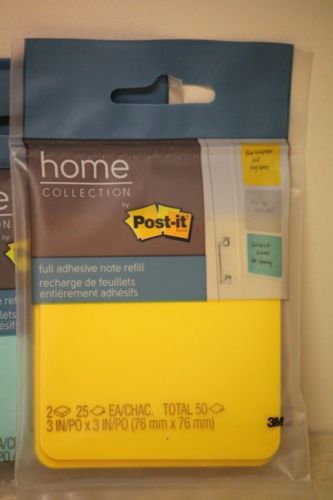 home
COLLECTION
by
Post-it
full adhesive note refill
recharge de feuillets
entièrement adhésifs
2 25 EA/CHAC. TOTAL 50
3 IN/PO x 3 IN/PO (76 mm x 76 mm)
3M